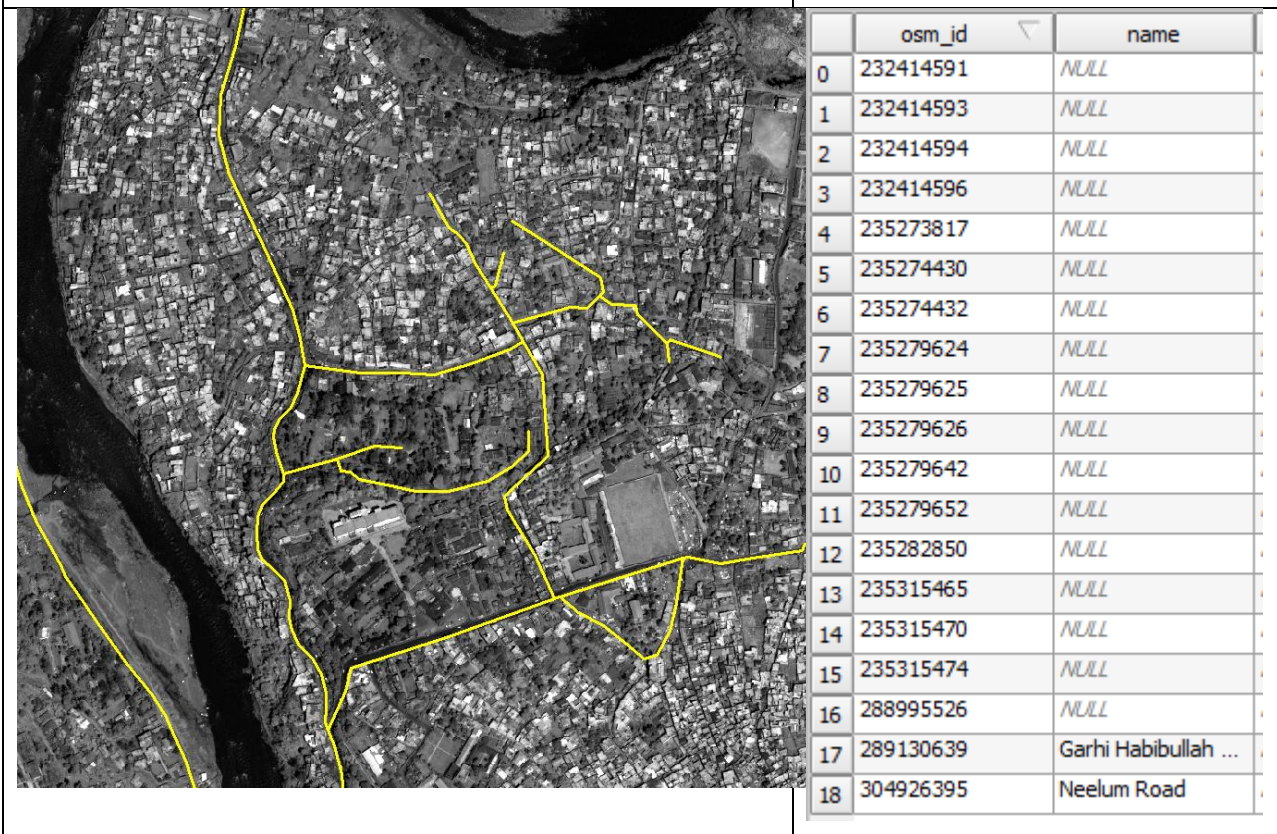 osm_id name
0 232414591 NULL
1 232414593 NULL
2 232414594 NULL
3 232414596 NULL
4 235273817 NULL
5 235274430 NULL
6 235274432 NULL
7 235279624 NULL
8 235279625 NULL
9 235279626 NULL
10 235279642 NULL
11 235279652 NULL
12 235282850 NULL
13 235315465 NULL
14 235315470 NULL
15 235315474 NULL
16 288995526 NULL
17 289130639 Garhi Habibullah ...
18 304926395 Neelum Road